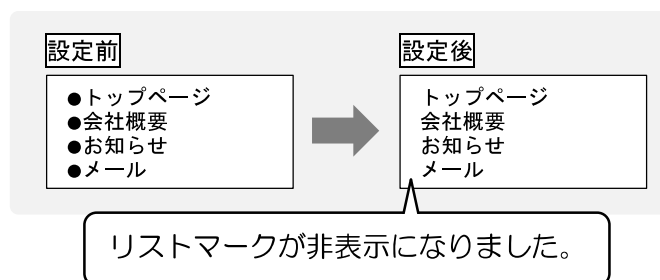 設定前
●トップページ
●会社概要
●お知らせ
●メール
設定後
トップページ
会社概要
お知らせ
メール
リストマークが非表示になりました。